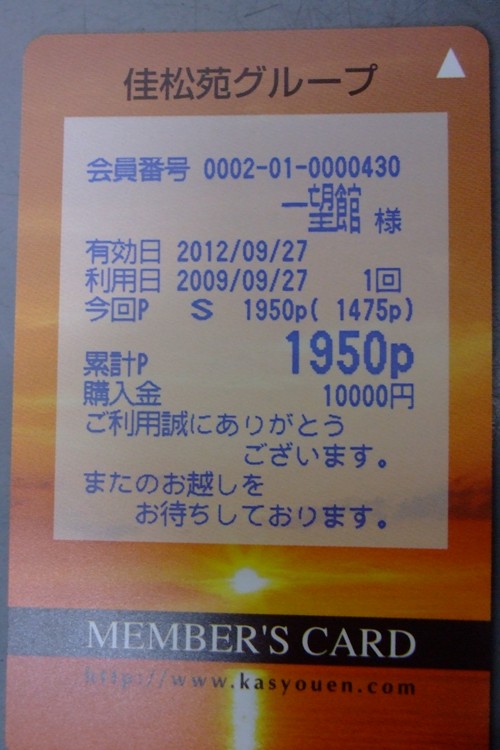 佳松苑グループ
会員番号 0002-01-0000430
一望館 様
有効日 2012/09/27
利用日 2009/09/27 1回
今回P S 1950p( 1475p)
累計P 1950p
購入金 10000円
ご利用誠にありがとう
ございます。
またのお越しを
お待ちしております。
MEMBER'S CARD
http://www.kasyouen.com